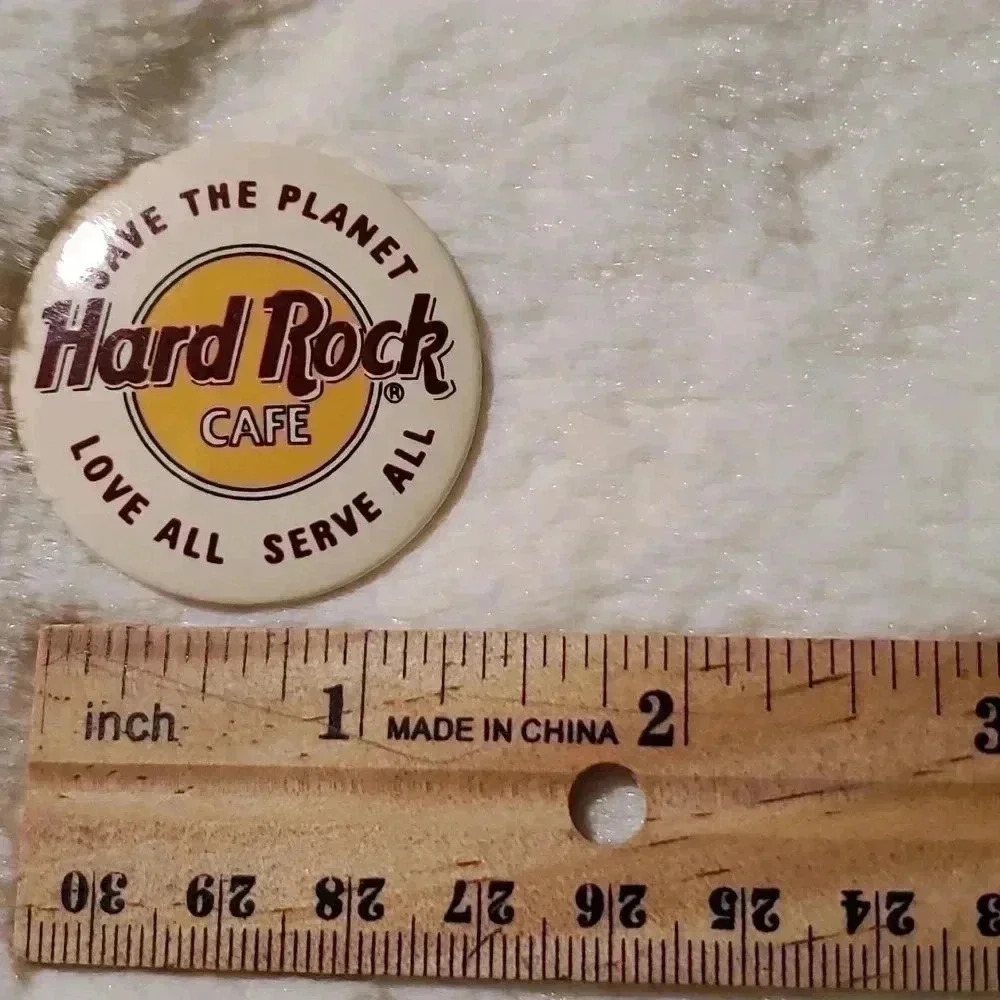 SAVE THE PLANET
Hard Rock
®
CAFE
LOVE ALL SERVE ALL
inch 1 MADE IN CHINA 2 3
30 29 28 27 26 25 24